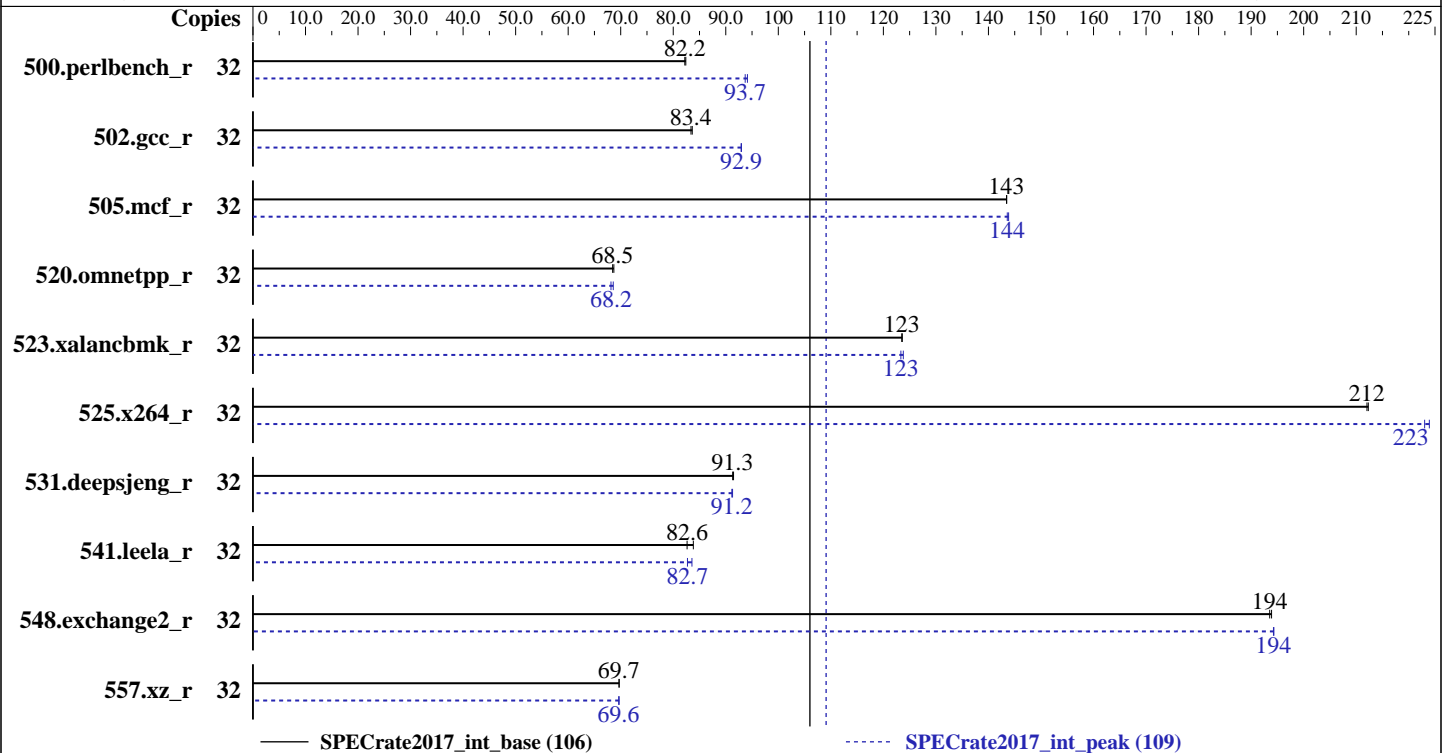 Copies 0 10.0 20.0 30.0 40.0 50.0 60.0 70.0 80.0 90.0 100 110 120 130 140 150 160 170 180 190 200 210 225
82.2
500.perlbench_r 32
93.7
83.4
502.gcc_r 32
92.9
143
505.mcf_r 32
144
68.5
520.omnetpp_r 32
68.2
123
523.xalancbmk_r 32
123
212
525.x264_r 32
223
91.3
531.deepsjeng_r 32
91.2
82.6
541.leela_r 32
82.7
194
548.exchange2_r 32
194
69.7
557.xz_r 32
69.6
SPECrate2017_int_base (106) SPECrate2017_int_peak (109)